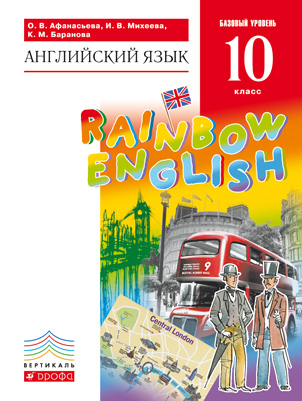 О. В. Афанасьева, И. В. Михеева,
К. М. Баранова
АНГЛИЙСКИЙ ЯЗЫК
БАЗОВЫЙ УРОВЕНЬ
10
класс
RAINBOW
ENGLISH
9
Central London
ВЕРТИКАЛЬ
ДРОФА